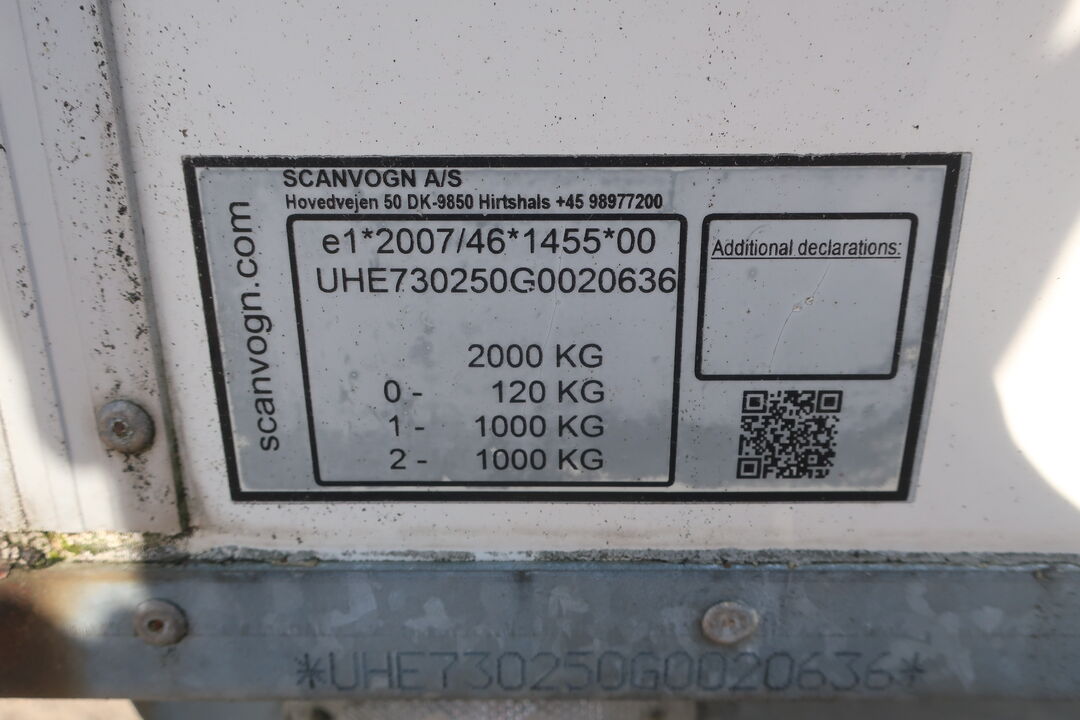 SCANVOGN A/S
Hovedvejen 50 DK-9850 Hirtshals +45 98977200
scanvogn.com
e1*2007/46*1455*00
UHE730250G0020636
2000 KG
0 - 120 KG
1 - 1000 KG
2 - 1000 KG
Additional declarations:
*UHE730250G0020636*